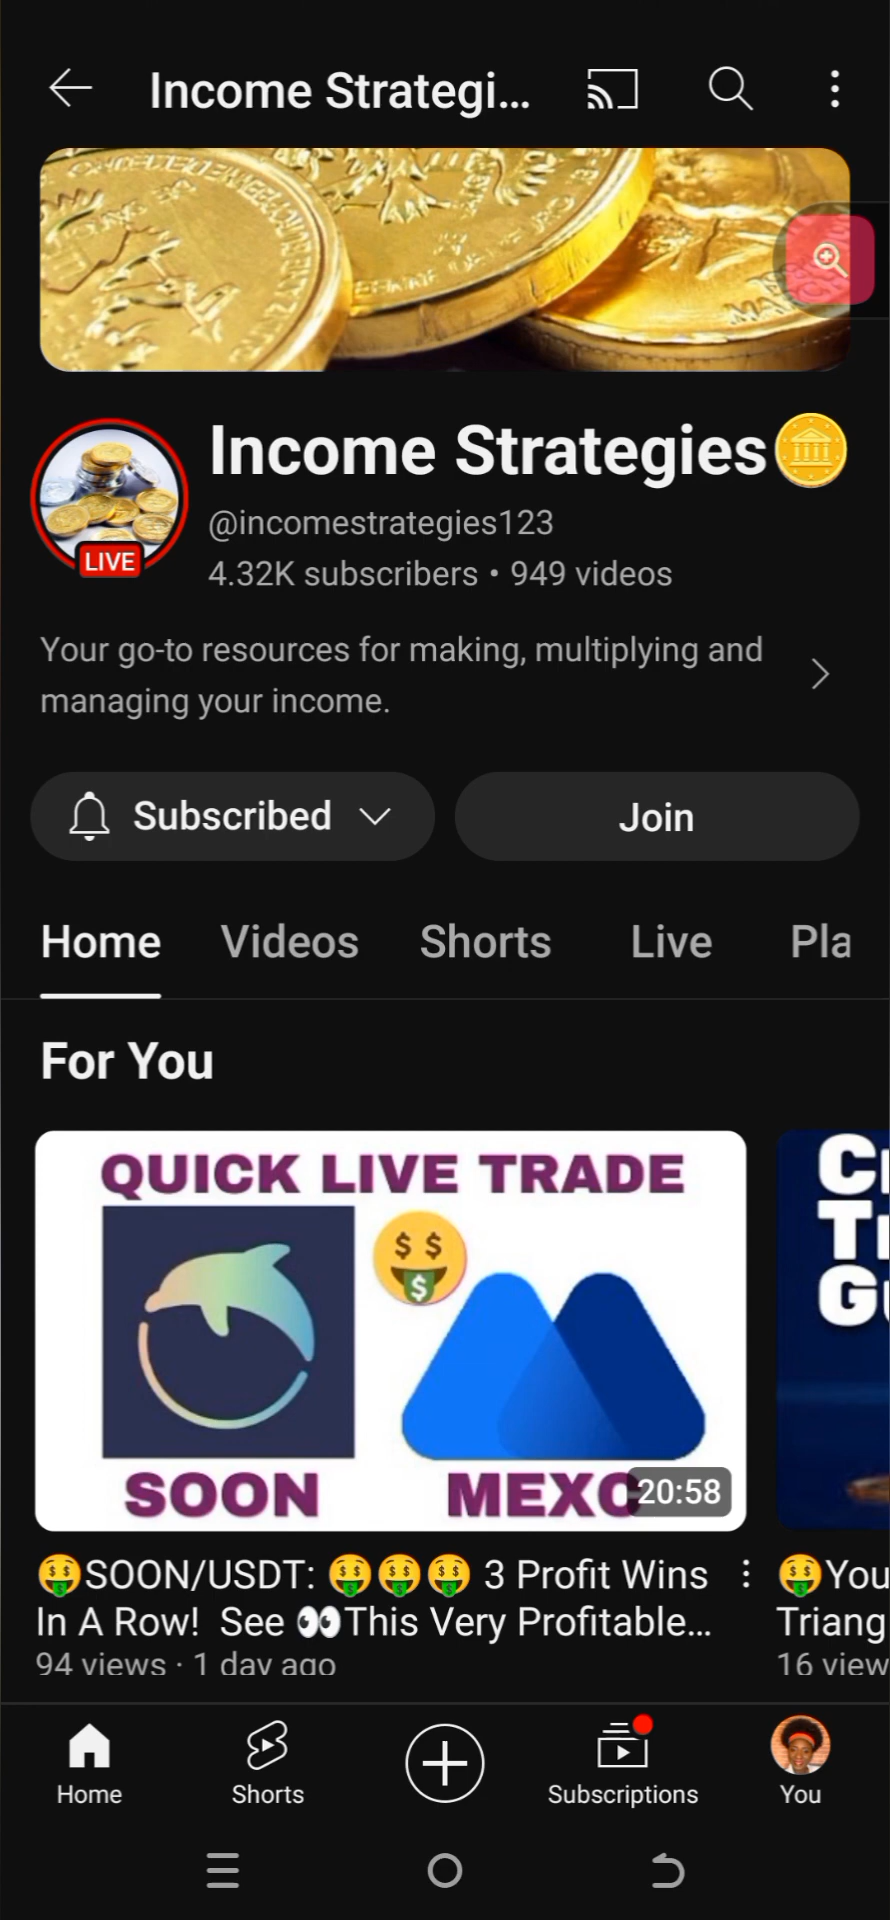 Income Strategi...
Income Strategies🪙
LIVE
@incomestrategies123
4.32K subscribers • 949 videos
Your go-to resources for making, multiplying and
managing your income.
Subscribed
Join
Home Videos Shorts Live Pla
For You
QUICK LIVE TRADE
SOON MEXC
20:58
🤑SOON/USDT: 🤑🤑🤑 3 Profit Wins
In A Row! See 👀This Very Profitable...
94 views · 1 day ago
🤑You
Triang
16 view
Home
Shorts
Subscriptions
You